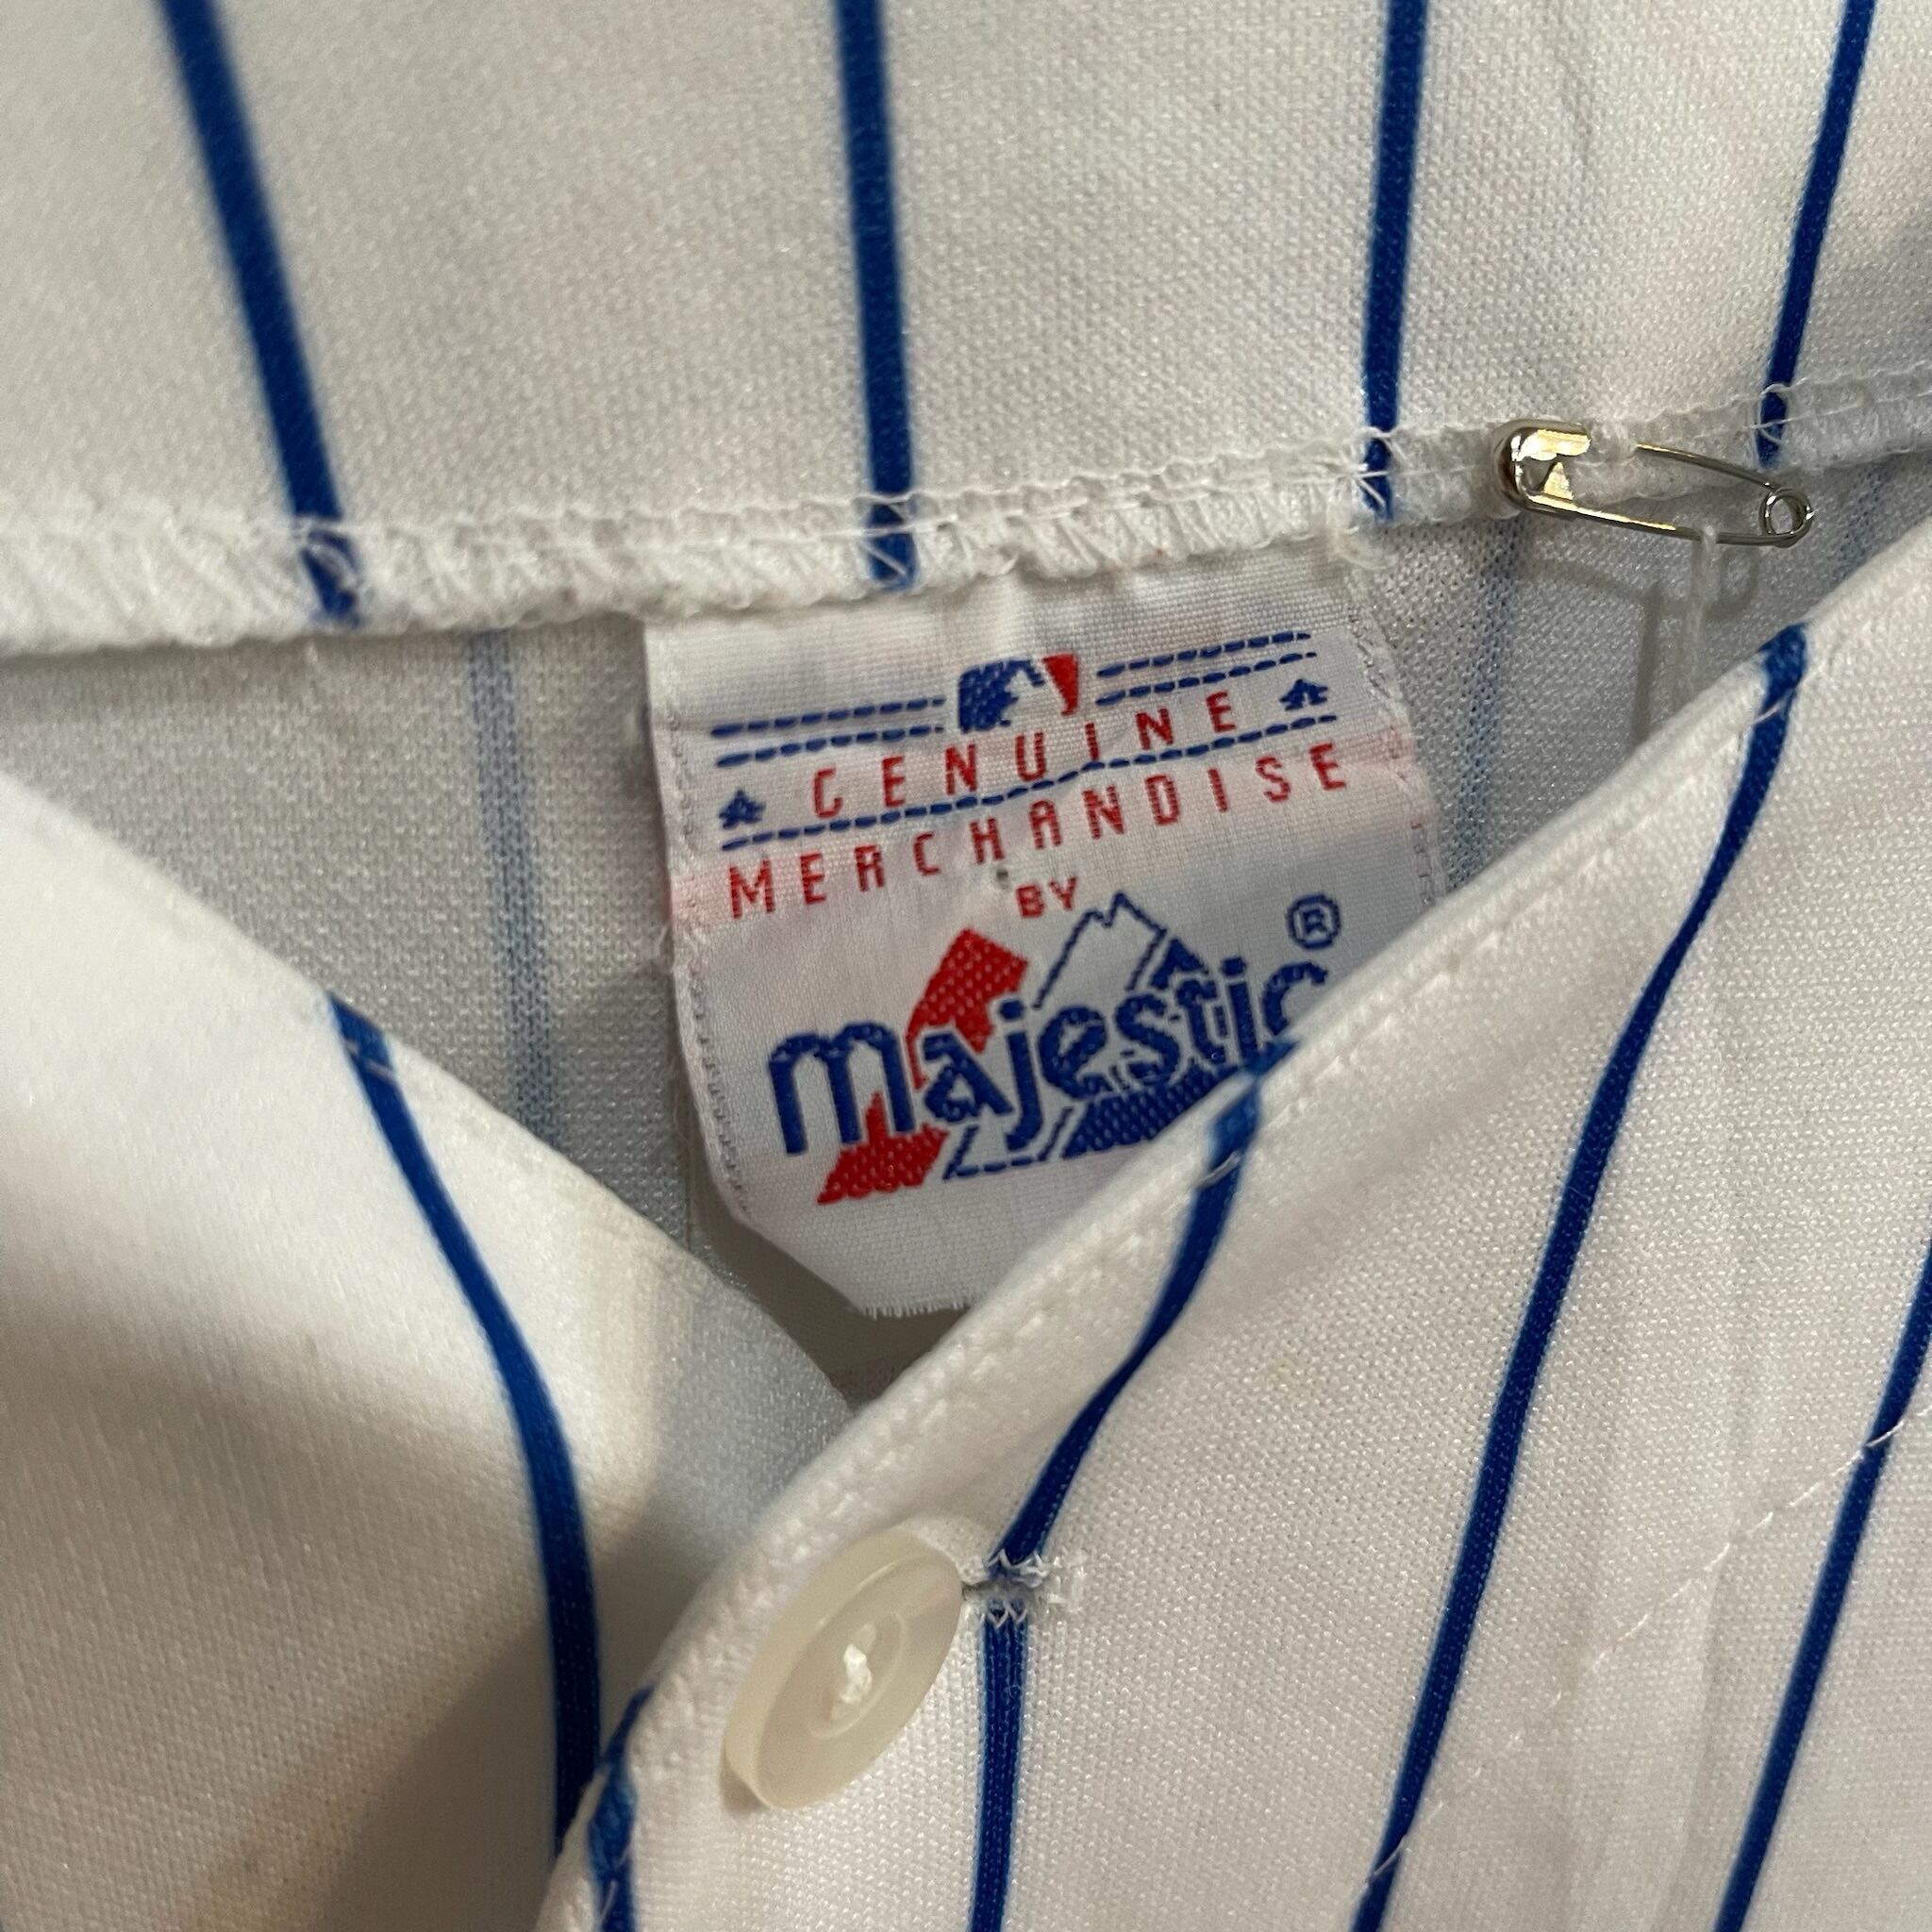 GENUINE
MERCHANDISE
BY
majestic ®